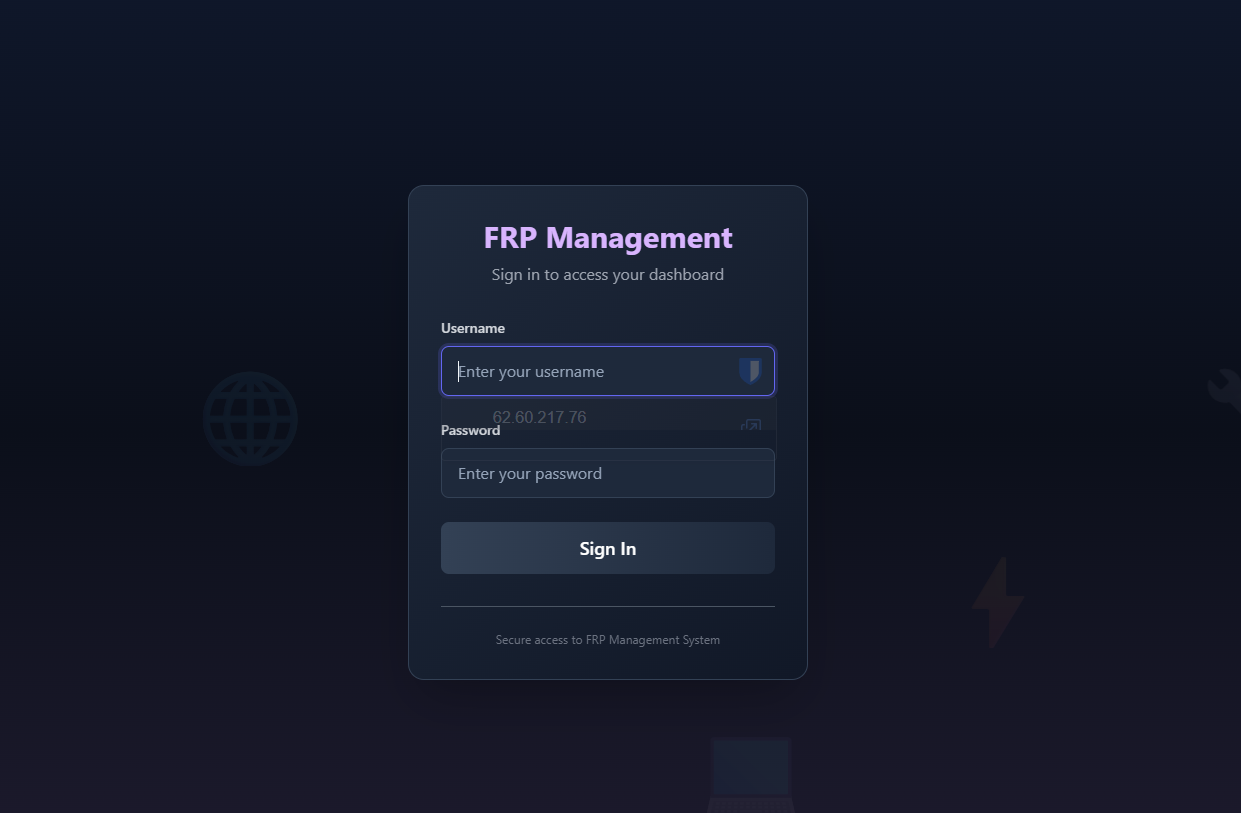 FRP Management
Sign in to access your dashboard
Username
Enter your username
62.60.217.76
Password
Enter your password
Sign In
Secure access to FRP Management System